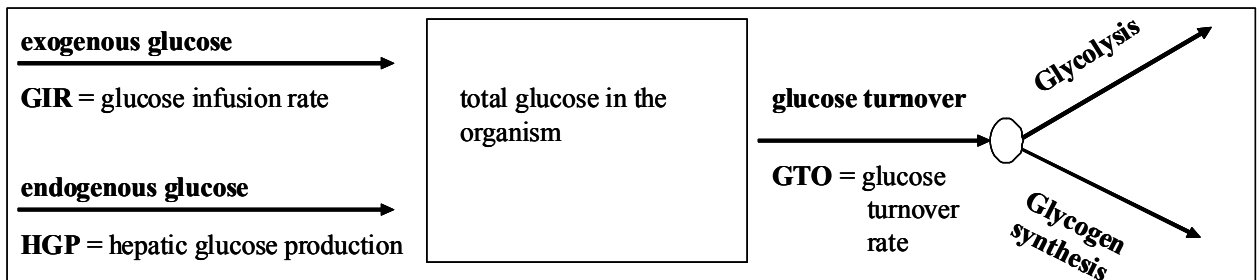 exogenous glucose
GIR = glucose infusion rate
endogenous glucose
HGP = hepatic glucose production
total glucose in the
organism
glucose turnover
GTO = glucose
turnover
rate
Glycolysis
Glycogen
synthesis